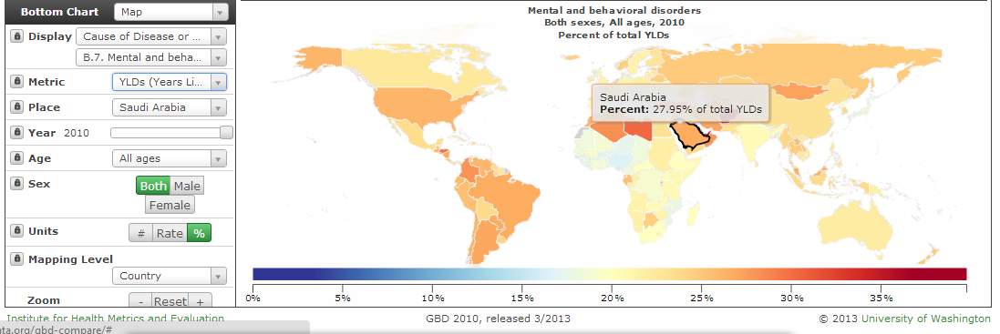 Bottom Chart Map
Display Cause of Disease or ...
B.7. Mental and beha...
Metric YLDs (Years Li...
Place Saudi Arabia
Year 2010
Age All ages
Sex Both Male
Female
Units # Rate %
Mapping Level
Country
Zoom - Reset +
Mental and behavioral disorders
Both sexes, All ages, 2010
Percent of total YLDs
Saudi Arabia
Percent: 27.95% of total YLDs
0% 5% 10% 15% 20% 25% 30% 35%
Institute for Health Metrics and Evaluation GBD 2010, released 3/2013 © 2013 University of Washington
nta.org/gbd-compare/#